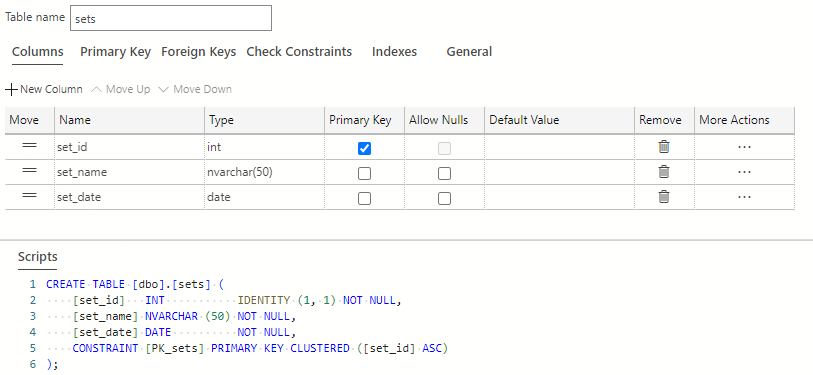 Table name sets
Columns Primary Key Foreign Keys Check Constraints Indexes General
New Column Move Up Move Down
Move Name Type Primary Key Allow Nulls Default Value Remove More Actions
set_id int
set_name nvarchar(50)
set_date date
Scripts
1 CREATE TABLE [dbo].[sets] (
2 [set_id] INT IDENTITY (1, 1) NOT NULL,
3 [set_name] NVARCHAR (50) NOT NULL,
4 [set_date] DATE NOT NULL,
5 CONSTRAINT [PK_sets] PRIMARY KEY CLUSTERED ([set_id] ASC)
6 );